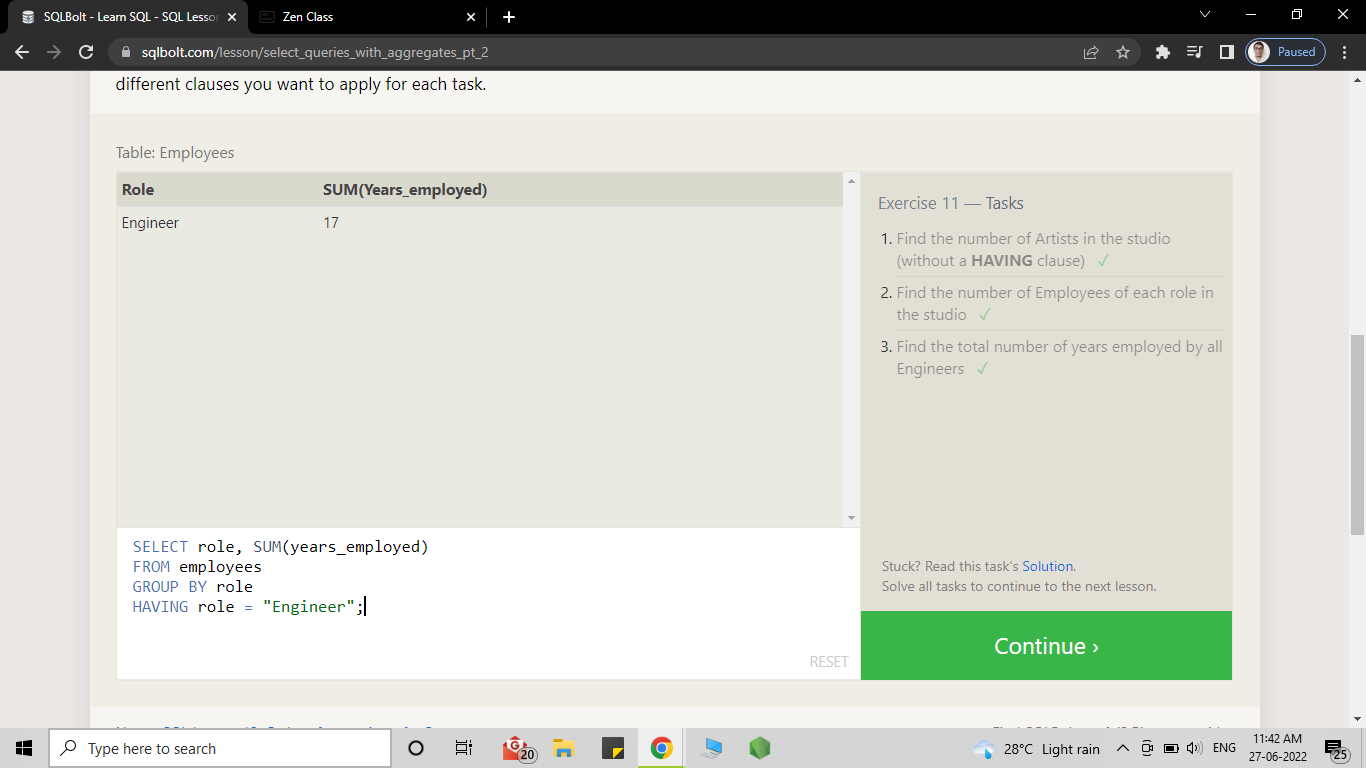 SQLBolt - Learn SQL - SQL Lesson
Zen Class
sqlbolt.com/lesson/select_queries_with_aggregates_pt_2
Paused
different clauses you want to apply for each task.
Table: Employees
Role SUM(Years_employed)
Engineer 17
Exercise 11 — Tasks
1. Find the number of Artists in the studio
(without a HAVING clause) ✓
2. Find the number of Employees of each role in
the studio ✓
3. Find the total number of years employed by all
Engineers ✓
SELECT role, SUM(years_employed)
FROM employees
GROUP BY role
HAVING role = "Engineer";
RESET
Stuck? Read this task's Solution.
Solve all tasks to continue to the next lesson.
Continue ›
Type here to search
20
28°C Light rain
ENG
11:42 AM
27-06-2022
25